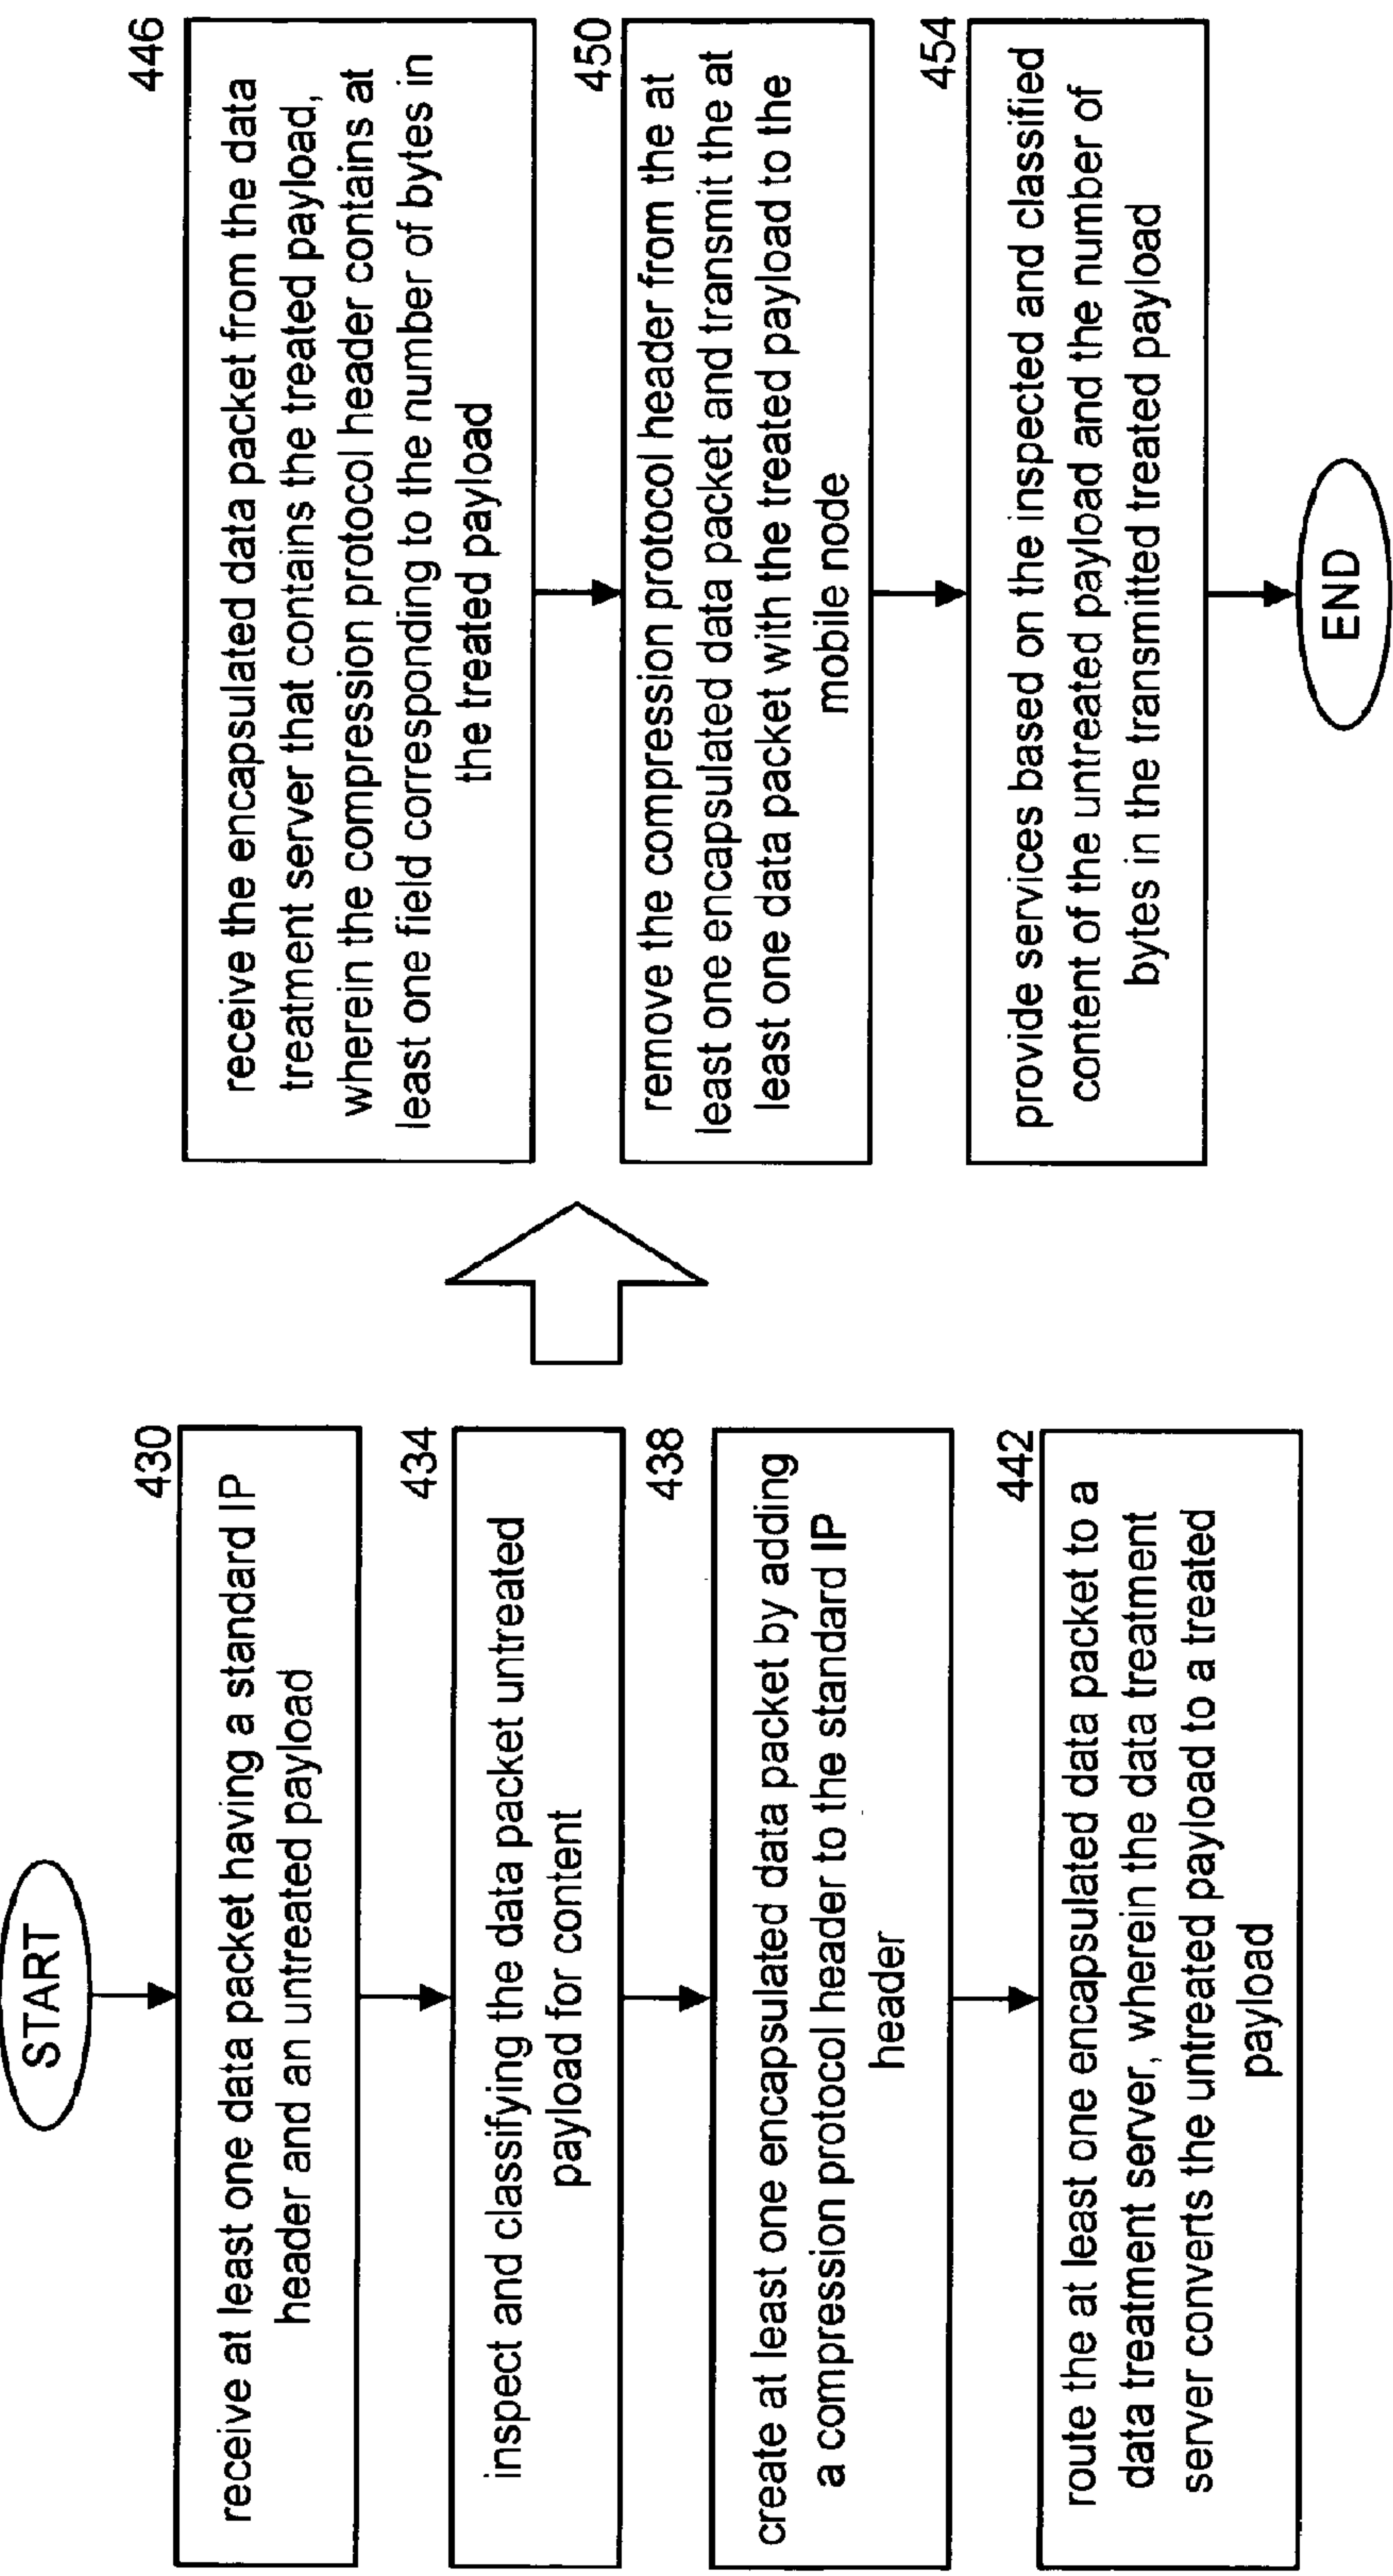 START
430
receive at least one data packet having a standard IP
header and an untreated payload
434
inspect and classifying the data packet untreated
payload for content
438
create at least one encapsulated data packet by adding
a compression protocol header to the standard IP
header
442
route the at least one encapsulated data packet to a
data treatment server, wherein the data treatment
server converts the untreated payload to a treated
payload
446
receive the encapsulated data packet from the data
treatment server that contains the treated payload,
wherein the compression protocol header contains at
least one field corresponding to the number of bytes in
the treated payload
450
remove the compression protocol header from the at
least one encapsulated data packet and transmit the at
least one data packet with the treated payload to the
mobile node
454
provide services based on the inspected and classified
content of the untreated payload and the number of
bytes in the transmitted treated payload
END